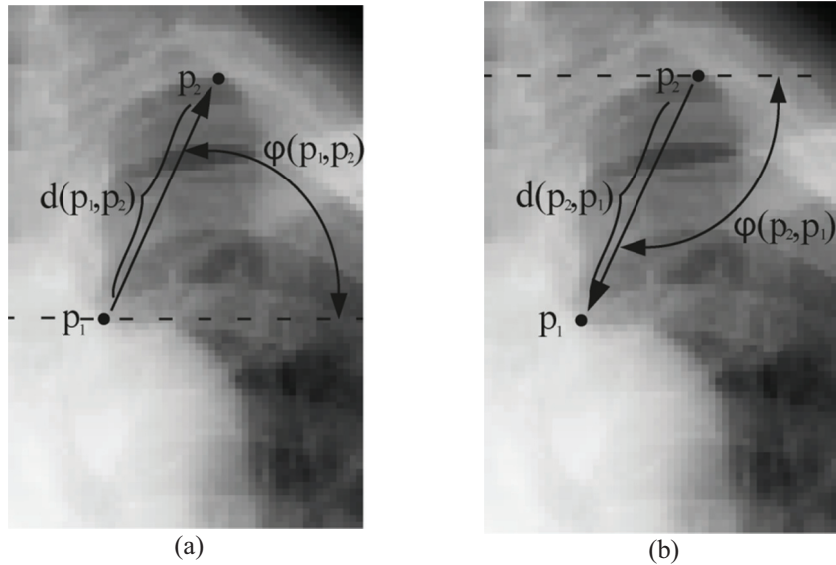 p₂
φ(p₁,p₂)
d(p₁,p₂)
p₁
(a)
p₂
d(p₂,p₁)
φ(p₂,p₁)
p₁
(b)